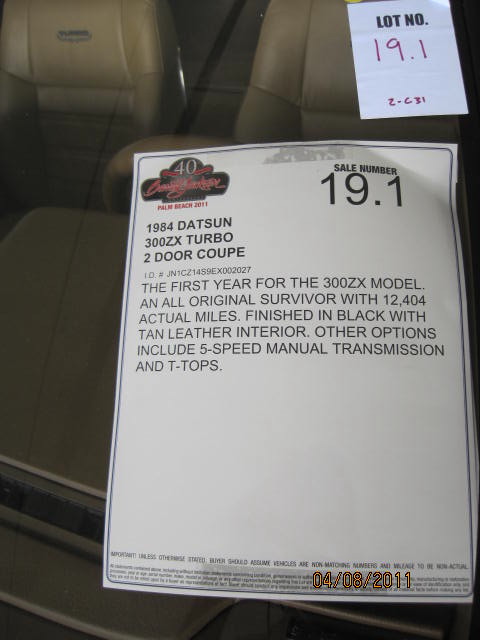 TURBO
LOT NO.
19.1
2-C31
40
Barrett-Jackson
PALM BEACH 2011
SALE NUMBER
19.1
1984 DATSUN
300ZX TURBO
2 DOOR COUPE
I.D. # JN1CZ14S9EX002027
THE FIRST YEAR FOR THE 300ZX MODEL.
AN ALL ORIGINAL SURVIVOR WITH 12,404
ACTUAL MILES. FINISHED IN BLACK WITH
TAN LEATHER INTERIOR. OTHER OPTIONS
INCLUDE 5-SPEED MANUAL TRANSMISSION
AND T-TOPS.
IMPORTANT! UNLESS OTHERWISE STATED, BUYER SHOULD ASSUME VEHICLES ARE NON-MATCHING NUMBERS AND MILEAGE TO BE NON-ACTUAL.
04/08/2011